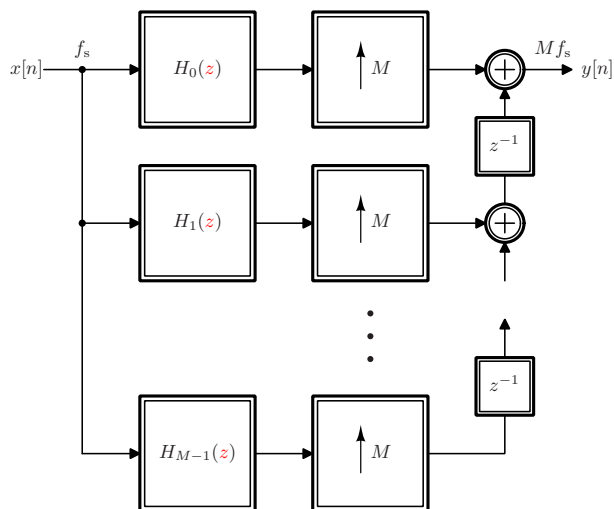 f_s
Mf_s
x[n]
H_0(z)
M
y[n]
z^{-1}
H_1(z)
M
z^{-1}
H_{M-1}(z)
M